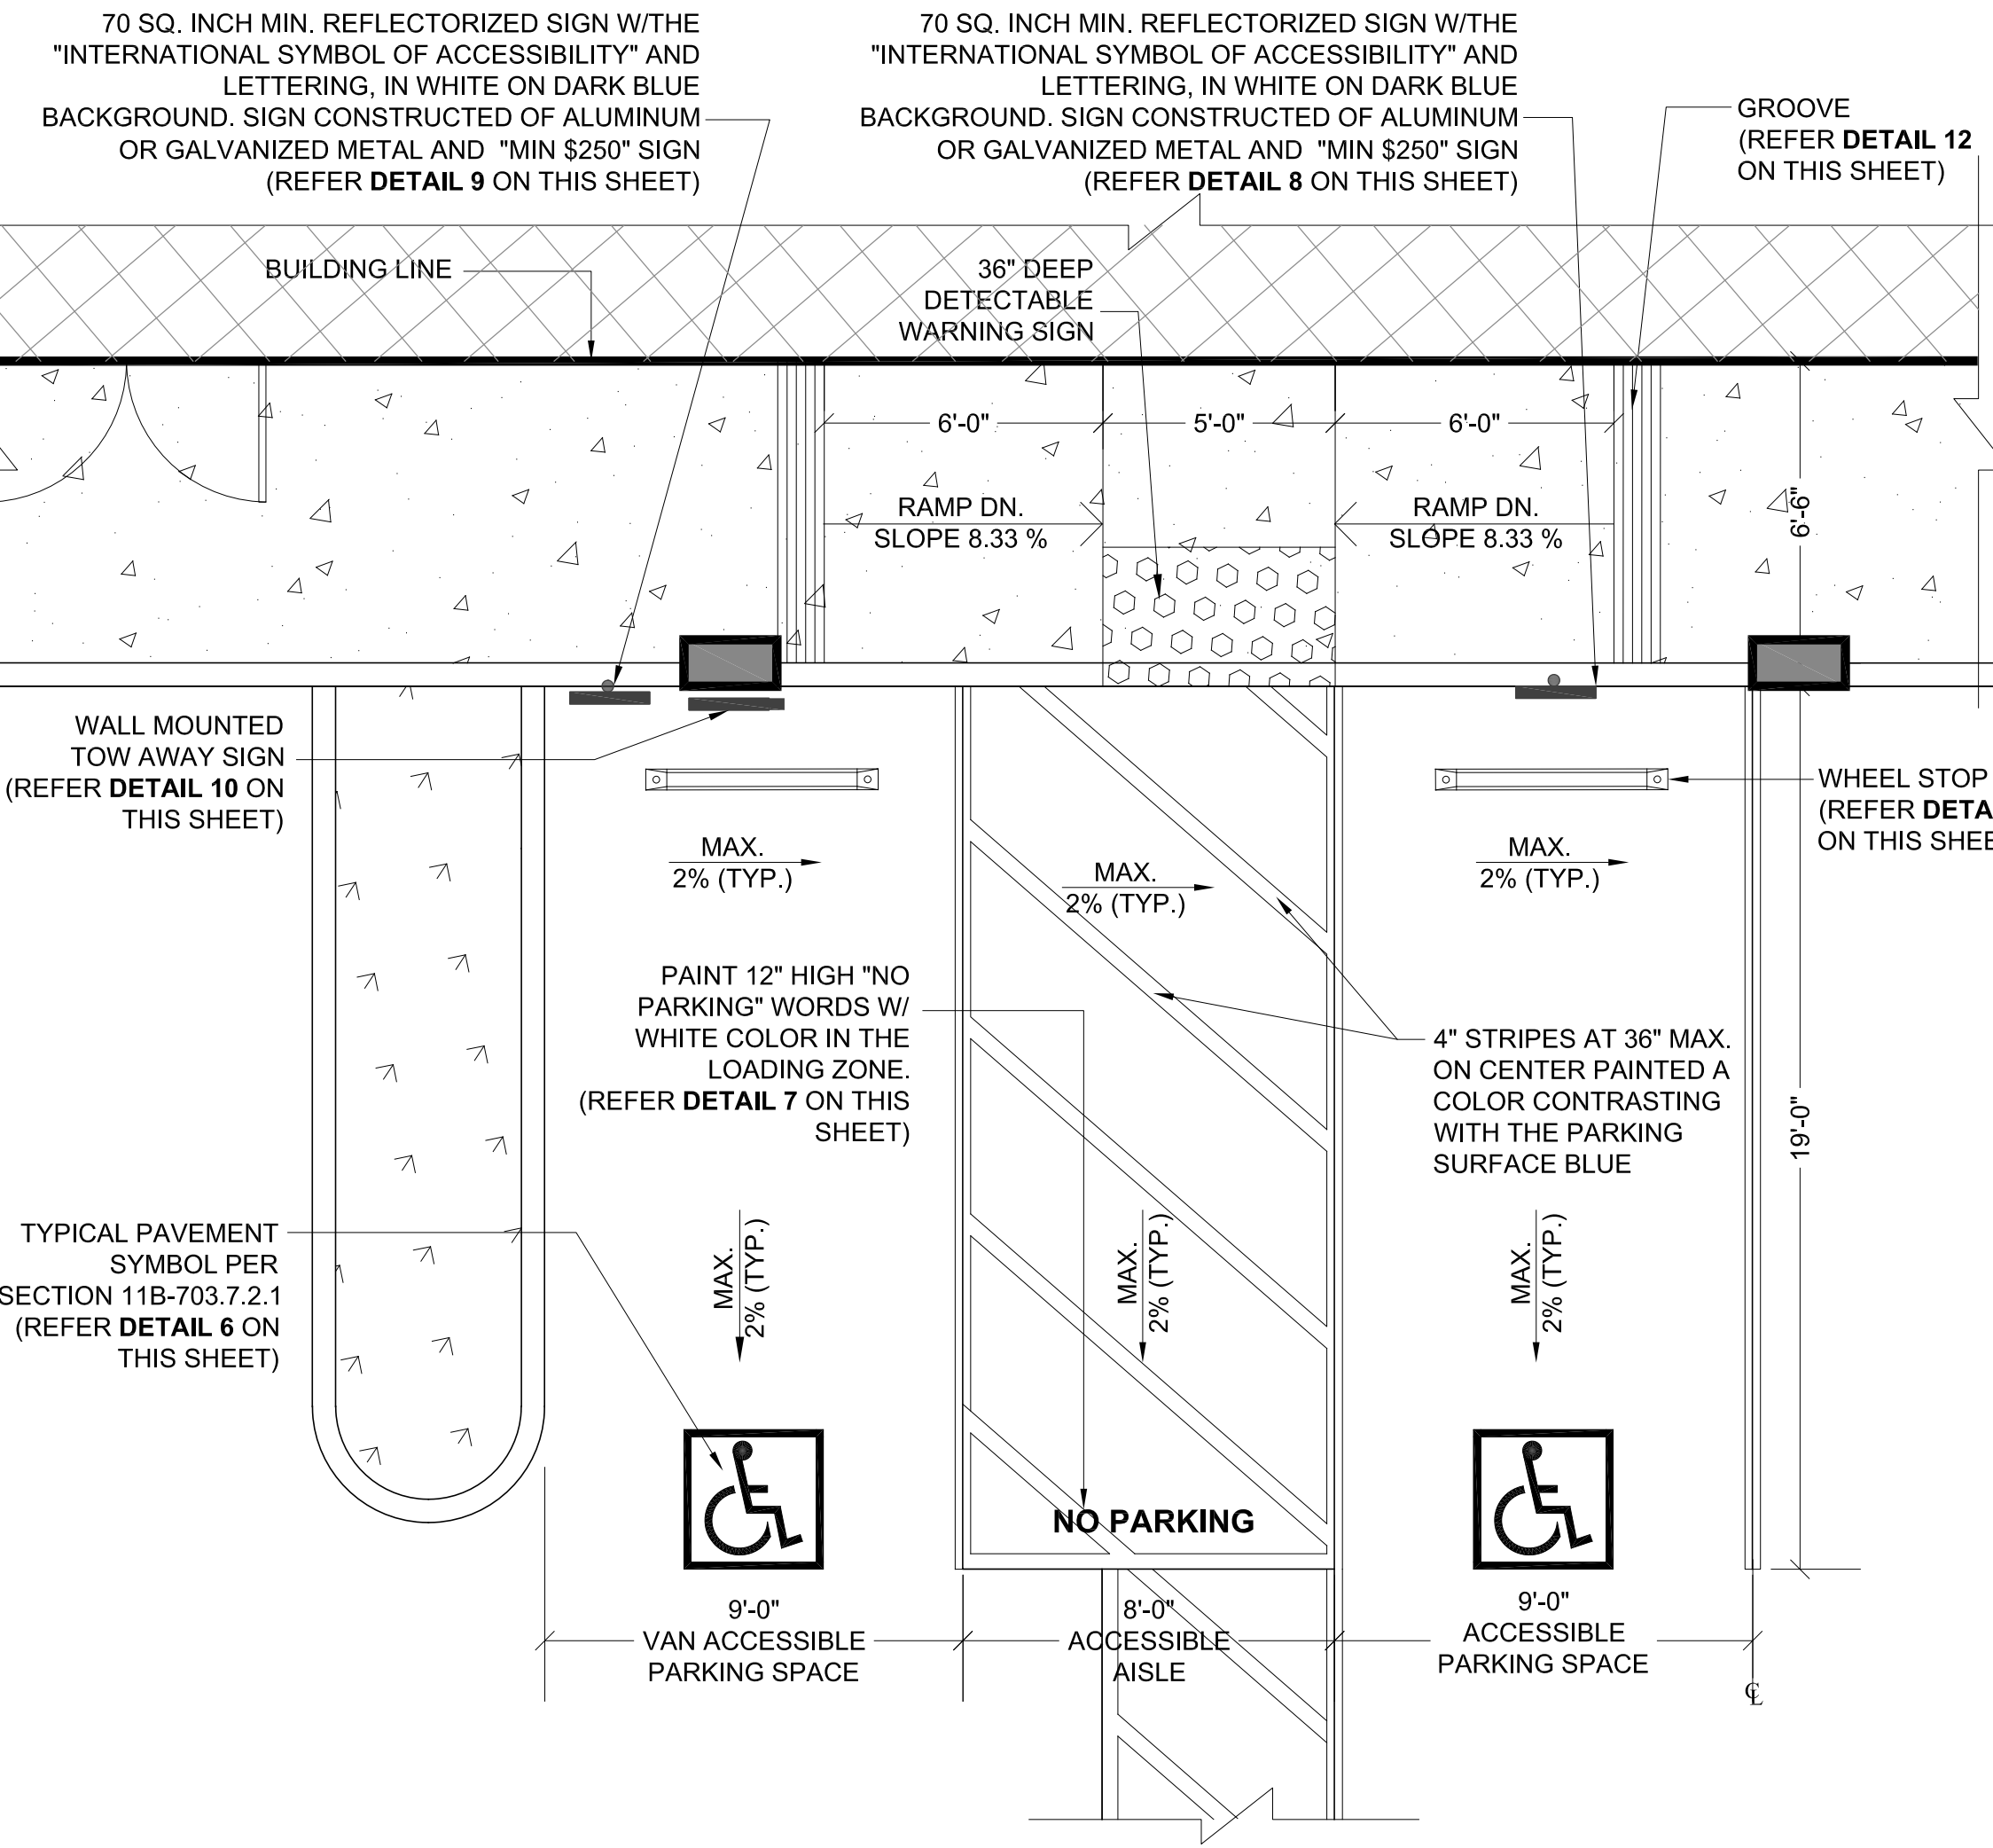 70 SQ. INCH MIN. REFLECTORIZED SIGN W/THE
"INTERNATIONAL SYMBOL OF ACCESSIBILITY" AND
LETTERING, IN WHITE ON DARK BLUE
BACKGROUND. SIGN CONSTRUCTED OF ALUMINUM
OR GALVANIZED METAL AND "MIN $250" SIGN
(REFER DETAIL 9 ON THIS SHEET)
70 SQ. INCH MIN. REFLECTORIZED SIGN W/THE
"INTERNATIONAL SYMBOL OF ACCESSIBILITY" AND
LETTERING, IN WHITE ON DARK BLUE
BACKGROUND. SIGN CONSTRUCTED OF ALUMINUM
OR GALVANIZED METAL AND "MIN $250" SIGN
(REFER DETAIL 8 ON THIS SHEET)
GROOVE
(REFER DETAIL 12
ON THIS SHEET)
BUILDING LINE
36" DEEP
DETECTABLE
WARNING SIGN
6'-0"
5'-0"
6'-0"
RAMP DN.
SLOPE 8.33 %
RAMP DN.
SLOPE 8.33 %
6'-6"
WALL MOUNTED
TOW AWAY SIGN
(REFER DETAIL 10 ON
THIS SHEET)
WHEEL STOP
(REFER DETA
ON THIS SHEE
MAX.
2% (TYP.)
MAX.
2% (TYP.)
MAX.
2% (TYP.)
PAINT 12" HIGH "NO
PARKING" WORDS W/
WHITE COLOR IN THE
LOADING ZONE.
(REFER DETAIL 7 ON THIS
SHEET)
4" STRIPES AT 36" MAX.
ON CENTER PAINTED A
COLOR CONTRASTING
WITH THE PARKING
SURFACE BLUE
19'-0"
TYPICAL PAVEMENT
SYMBOL PER
SECTION 11B-703.7.2.1
(REFER DETAIL 6 ON
THIS SHEET)
MAX.
2% (TYP.)
MAX.
2% (TYP.)
MAX.
2% (TYP.)
NO PARKING
9'-0"
VAN ACCESSIBLE
PARKING SPACE
8'-0"
ACCESSIBLE
AISLE
9'-0"
ACCESSIBLE
PARKING SPACE
℄